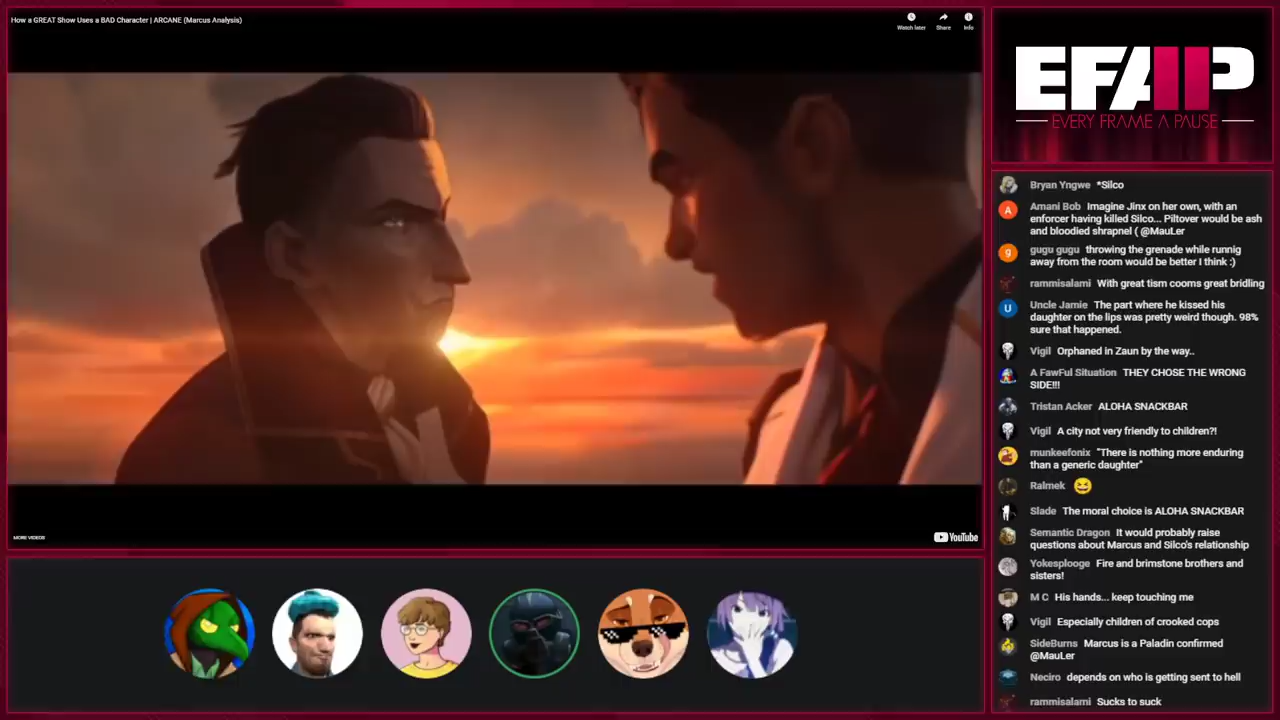 How a GREAT Show Uses a BAD Character | ARCANE (Marcus Analysis)
Watch later
Share
Info
MORE VIDEOS
YouTube
EFAP
EVERY FRAME A PAUSE
Bryan Yngwe *Silco
A
Amani Bob Imagine Jinx on her own, with an
enforcer having killed Silco... Piltover would be ash
and bloodied shrapnel ( @MauLer
g
gugu gugu throwing the grenade while runnig
away from the room would be better I think :)
rammisalami With great tism cooms great bridling
U
Uncle Jamie The part where he kissed his
daughter on the lips was pretty weird though. 98%
sure that happened.
Vigil Orphaned in Zaun by the way..
A FawFul Situation THEY CHOSE THE WRONG
SIDE!!!
Tristan Acker ALOHA SNACKBAR
Vigil A city not very friendly to children?!
munkeefonix "There is nothing more enduring
than a generic daughter"
Ralmek 😆
Slade The moral choice is ALOHA SNACKBAR
Semantic Dragon It would probably raise
questions about Marcus and Silco's relationship
Yokesplooge Fire and brimstone brothers and
sisters!
M C His hands... keep touching me
Vigil Especially children of crooked cops
SideBurns Marcus is a Paladin confirmed
@MauLer
Neciro depends on who is getting sent to hell
rammisalami Sucks to suck